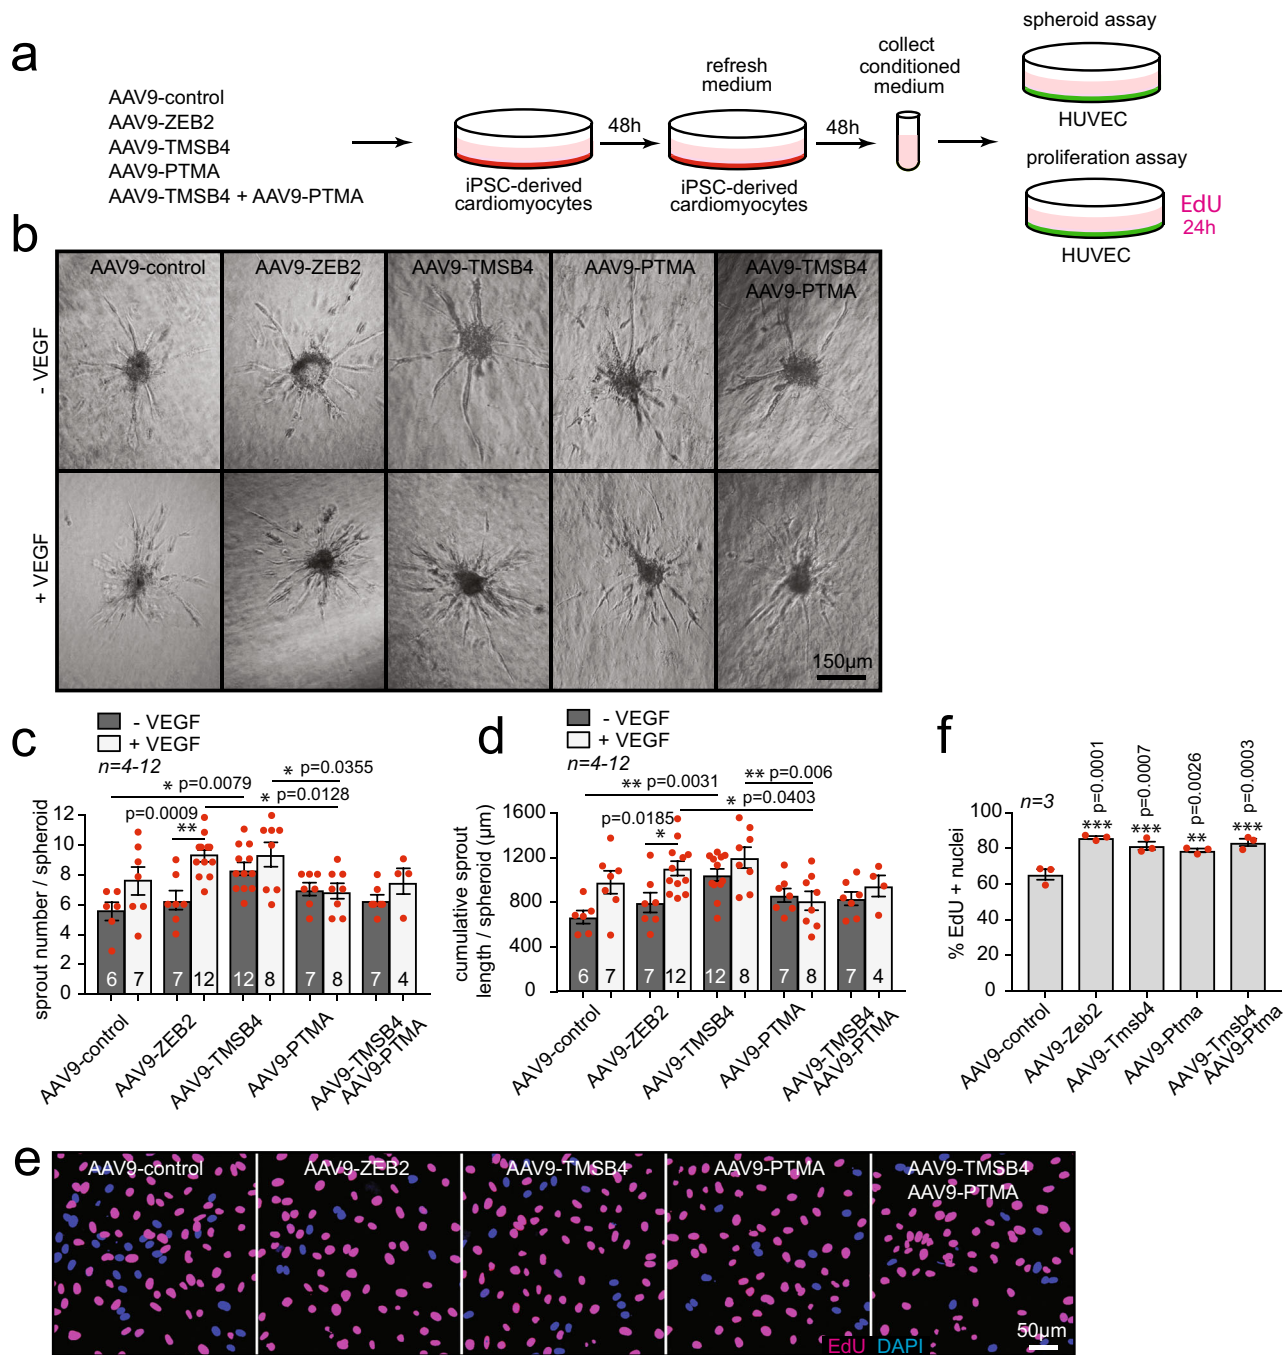 a
AAV9-control
AAV9-ZEB2
AAV9-TMSB4
AAV9-PTMA
AAV9-TMSB4 + AAV9-PTMA
iPSC-derived
cardiomyocytes
48h
refresh
medium
iPSC-derived
cardiomyocytes
48h
collect
conditioned
medium
spheroid assay
HUVEC
proliferation assay
EdU
24h
HUVEC
b
AAV9-control
AAV9-ZEB2
AAV9-TMSB4
AAV9-PTMA
AAV9-TMSB4
AAV9-PTMA
- VEGF
+ VEGF
150µm
c
- VEGF
+ VEGF
n=4-12
* p=0.0079
* p=0.0355
p=0.0009
* p=0.0128
**
sprout number / spheroid
12
10
8
6
4
2
0
6
7
7
12
12
8
7
8
7
4
AAV9-control
AAV9-ZEB2
AAV9-TMSB4
AAV9-PTMA
AAV9-TMSB4
AAV9-PTMA
d
- VEGF
+ VEGF
n=4-12
** p=0.0031
** p=0.006
p=0.0185
* p=0.0403
*
cumulative sprout
length / spheroid (µm)
1600
1200
800
400
0
6
7
7
12
12
8
7
8
7
4
AAV9-control
AAV9-ZEB2
AAV9-TMSB4
AAV9-PTMA
AAV9-TMSB4
AAV9-PTMA
f
n=3
p=0.0001
p=0.0007
p=0.0026
p=0.0003
***
***
**
***
% EdU + nuclei
100
80
60
40
20
0
AAV9-control
AAV9-Zeb2
AAV9-Tmsb4
AAV9-Ptma
AAV9-Tmsb4
AAV9-Ptma
e
AAV9-control
AAV9-ZEB2
AAV9-TMSB4
AAV9-PTMA
AAV9-TMSB4
AAV9-PTMA
EdU DAPI
50µm